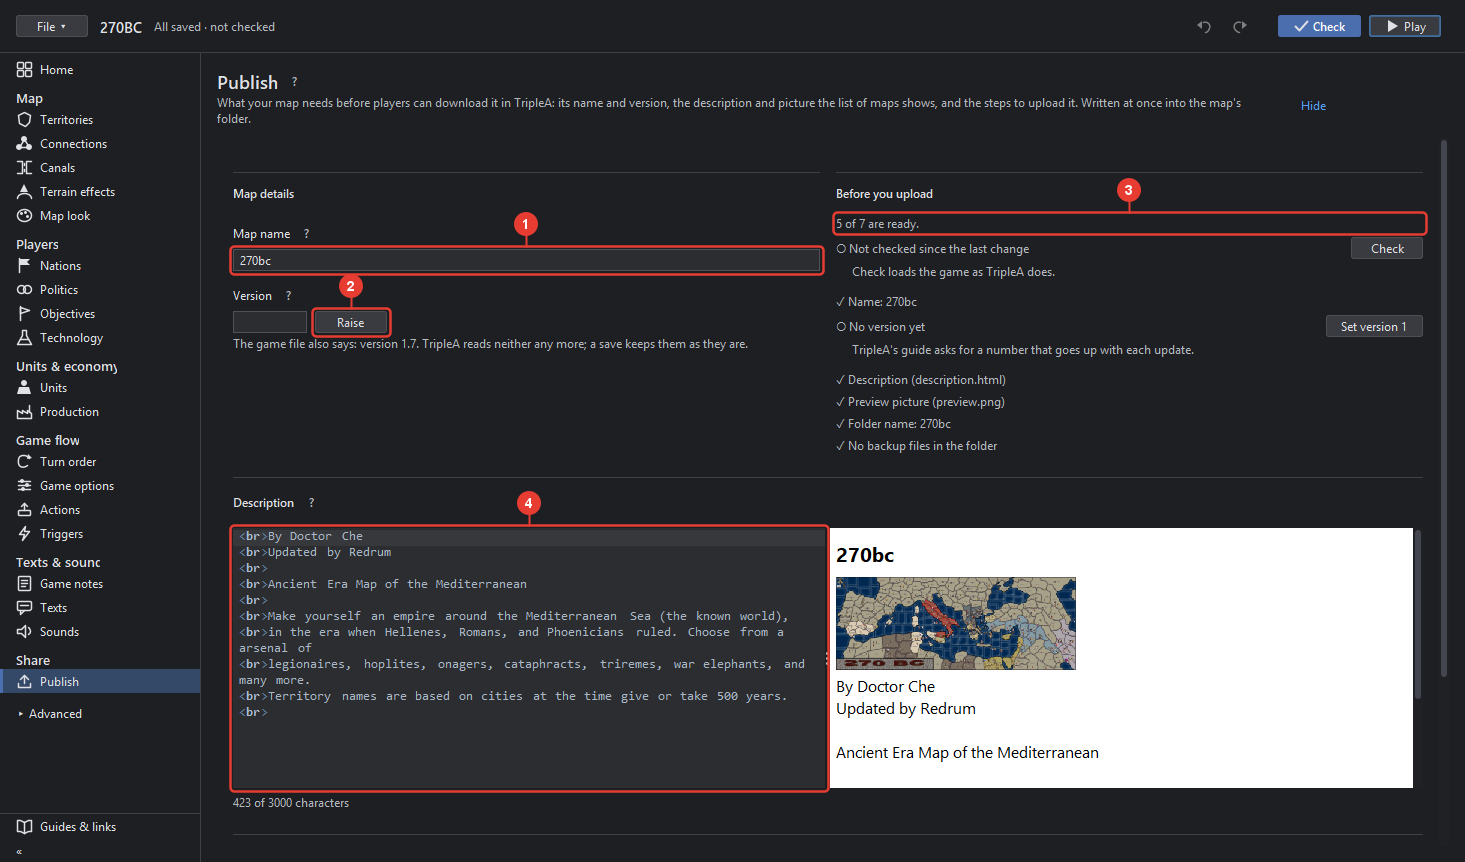 File ▾ 270BC All saved · not checked Check Play
Home
Map
Territories
Connections
Canals
Terrain effects
Map look
Players
Nations
Politics
Objectives
Technology
Units & economy
Units
Production
Game flow
Turn order
Game options
Actions
Triggers
Texts & sound
Game notes
Texts
Sounds
Share
Publish
▸ Advanced
Guides & links
«
Publish ?
What your map needs before players can download it in TripleA: its name and version, the description and picture the list of maps shows, and the steps to upload it. Written at once into the map's
folder.
Hide
Map details
Map name ?
1
270bc
Version ?
2
Raise
The game file also says: version 1.7. TripleA reads neither any more; a save keeps them as they are.
Before you upload
3
5 of 7 are ready.
Not checked since the last change Check
Check loads the game as TripleA does.
✓ Name: 270bc
No version yet Set version 1
TripleA's guide asks for a number that goes up with each update.
✓ Description (description.html)
✓ Preview picture (preview.png)
✓ Folder name: 270bc
✓ No backup files in the folder
Description ?
4
<br>By Doctor Che
<br>Updated by Redrum
<br>
<br>Ancient Era Map of the Mediterranean
<br>
<br>Make yourself an empire around the Mediterranean Sea (the known world),
<br>in the era when Hellenes, Romans, and Phoenicians ruled. Choose from a
arsenal of
<br>legionaires, hoplites, onagers, cataphracts, triremes, war elephants, and
many more.
<br>Territory names are based on cities at the time give or take 500 years.
<br>
423 of 3000 characters
270bc
270 BC
By Doctor Che
Updated by Redrum
Ancient Era Map of the Mediterranean